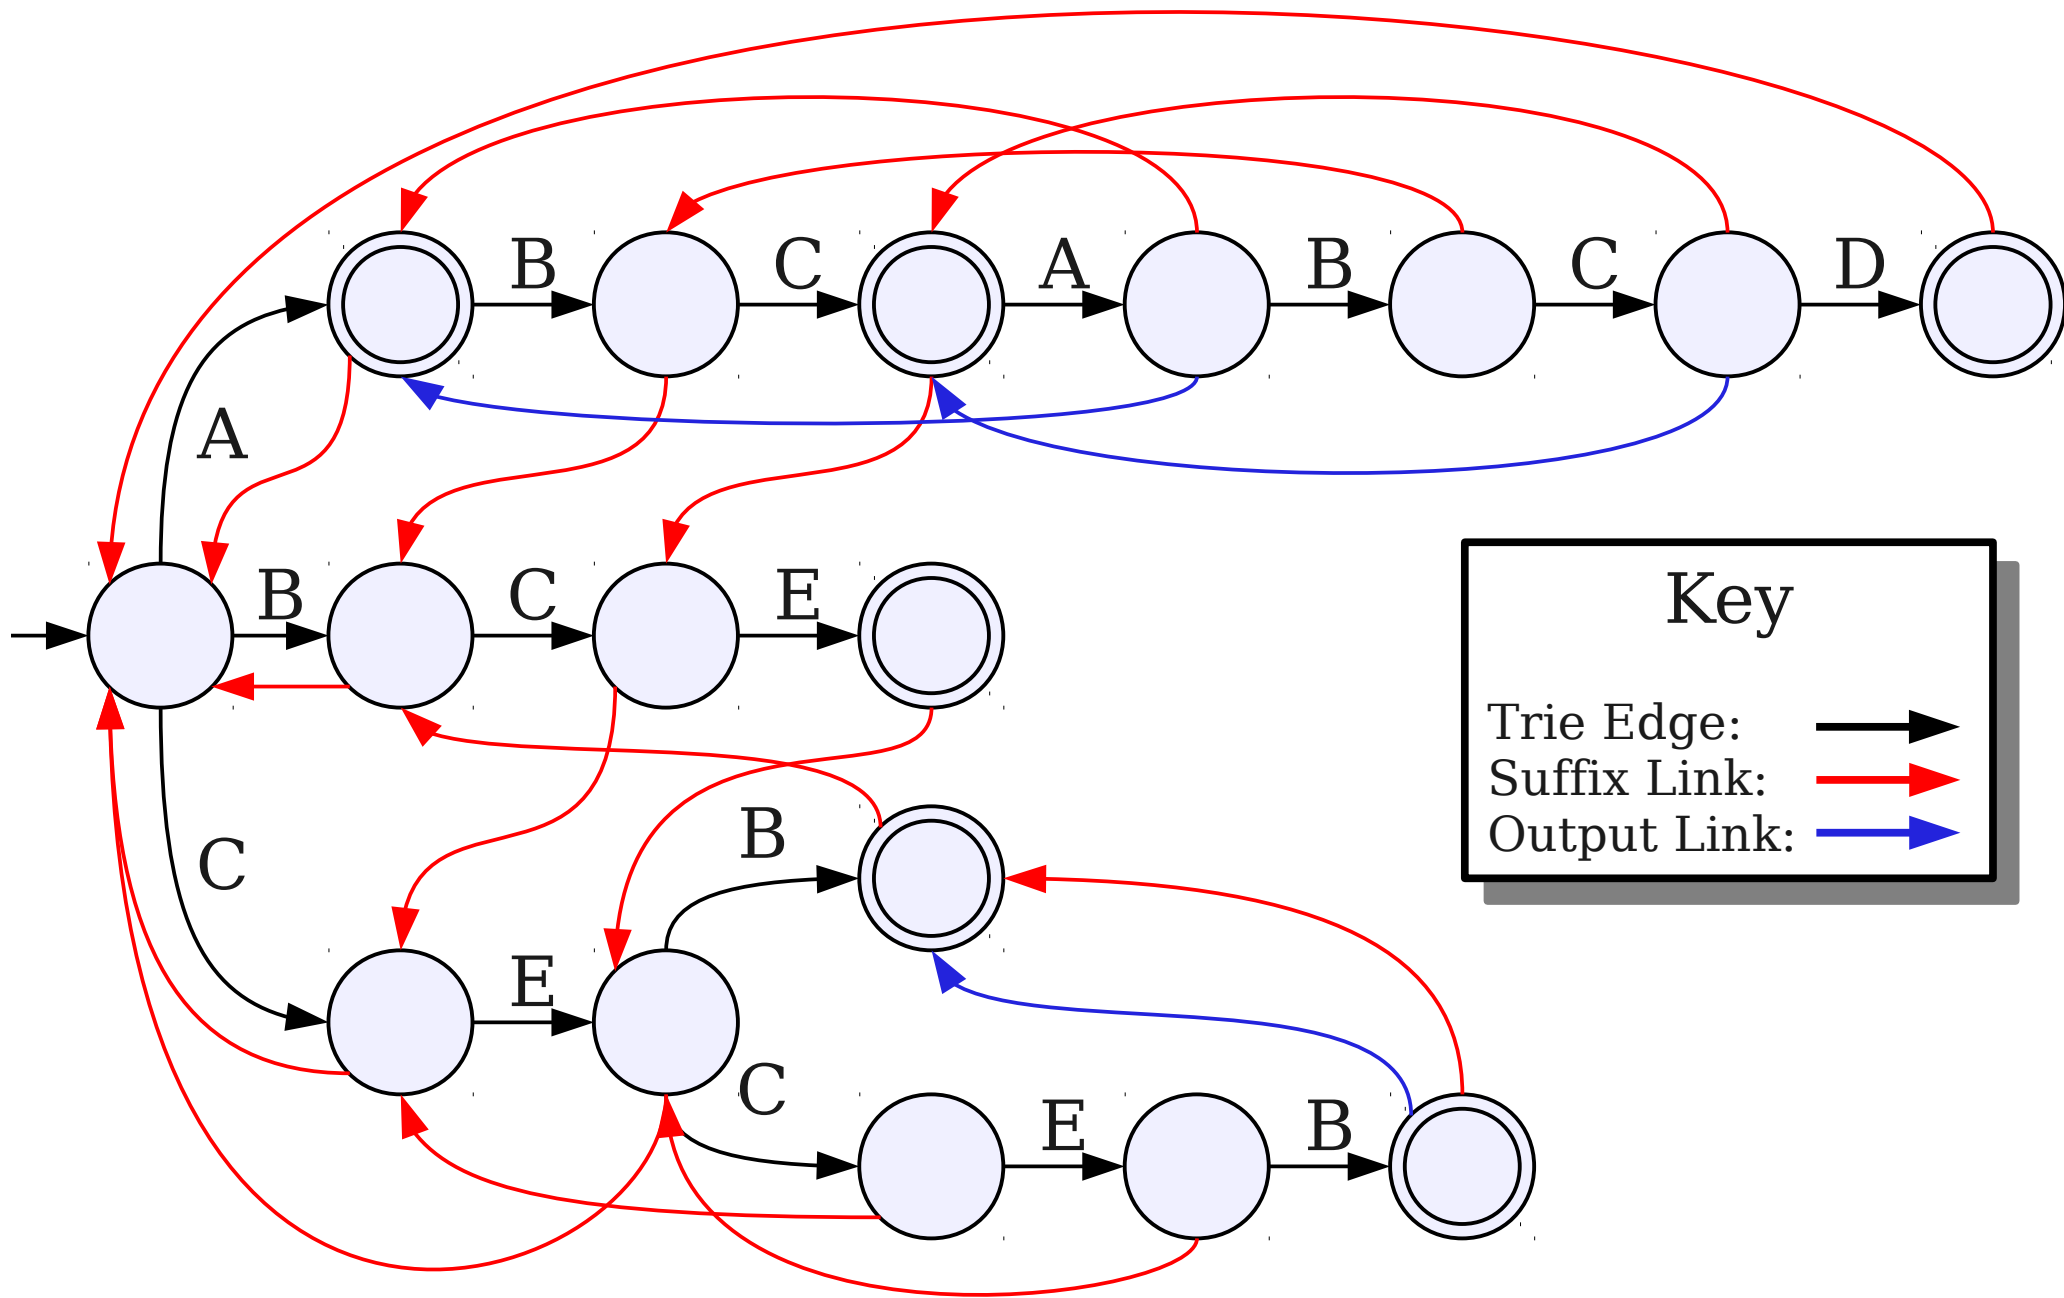 B C A B C D
A
B C E
Key
Trie Edge:
Suffix Link:
Output Link:
B
C
E
C
E B